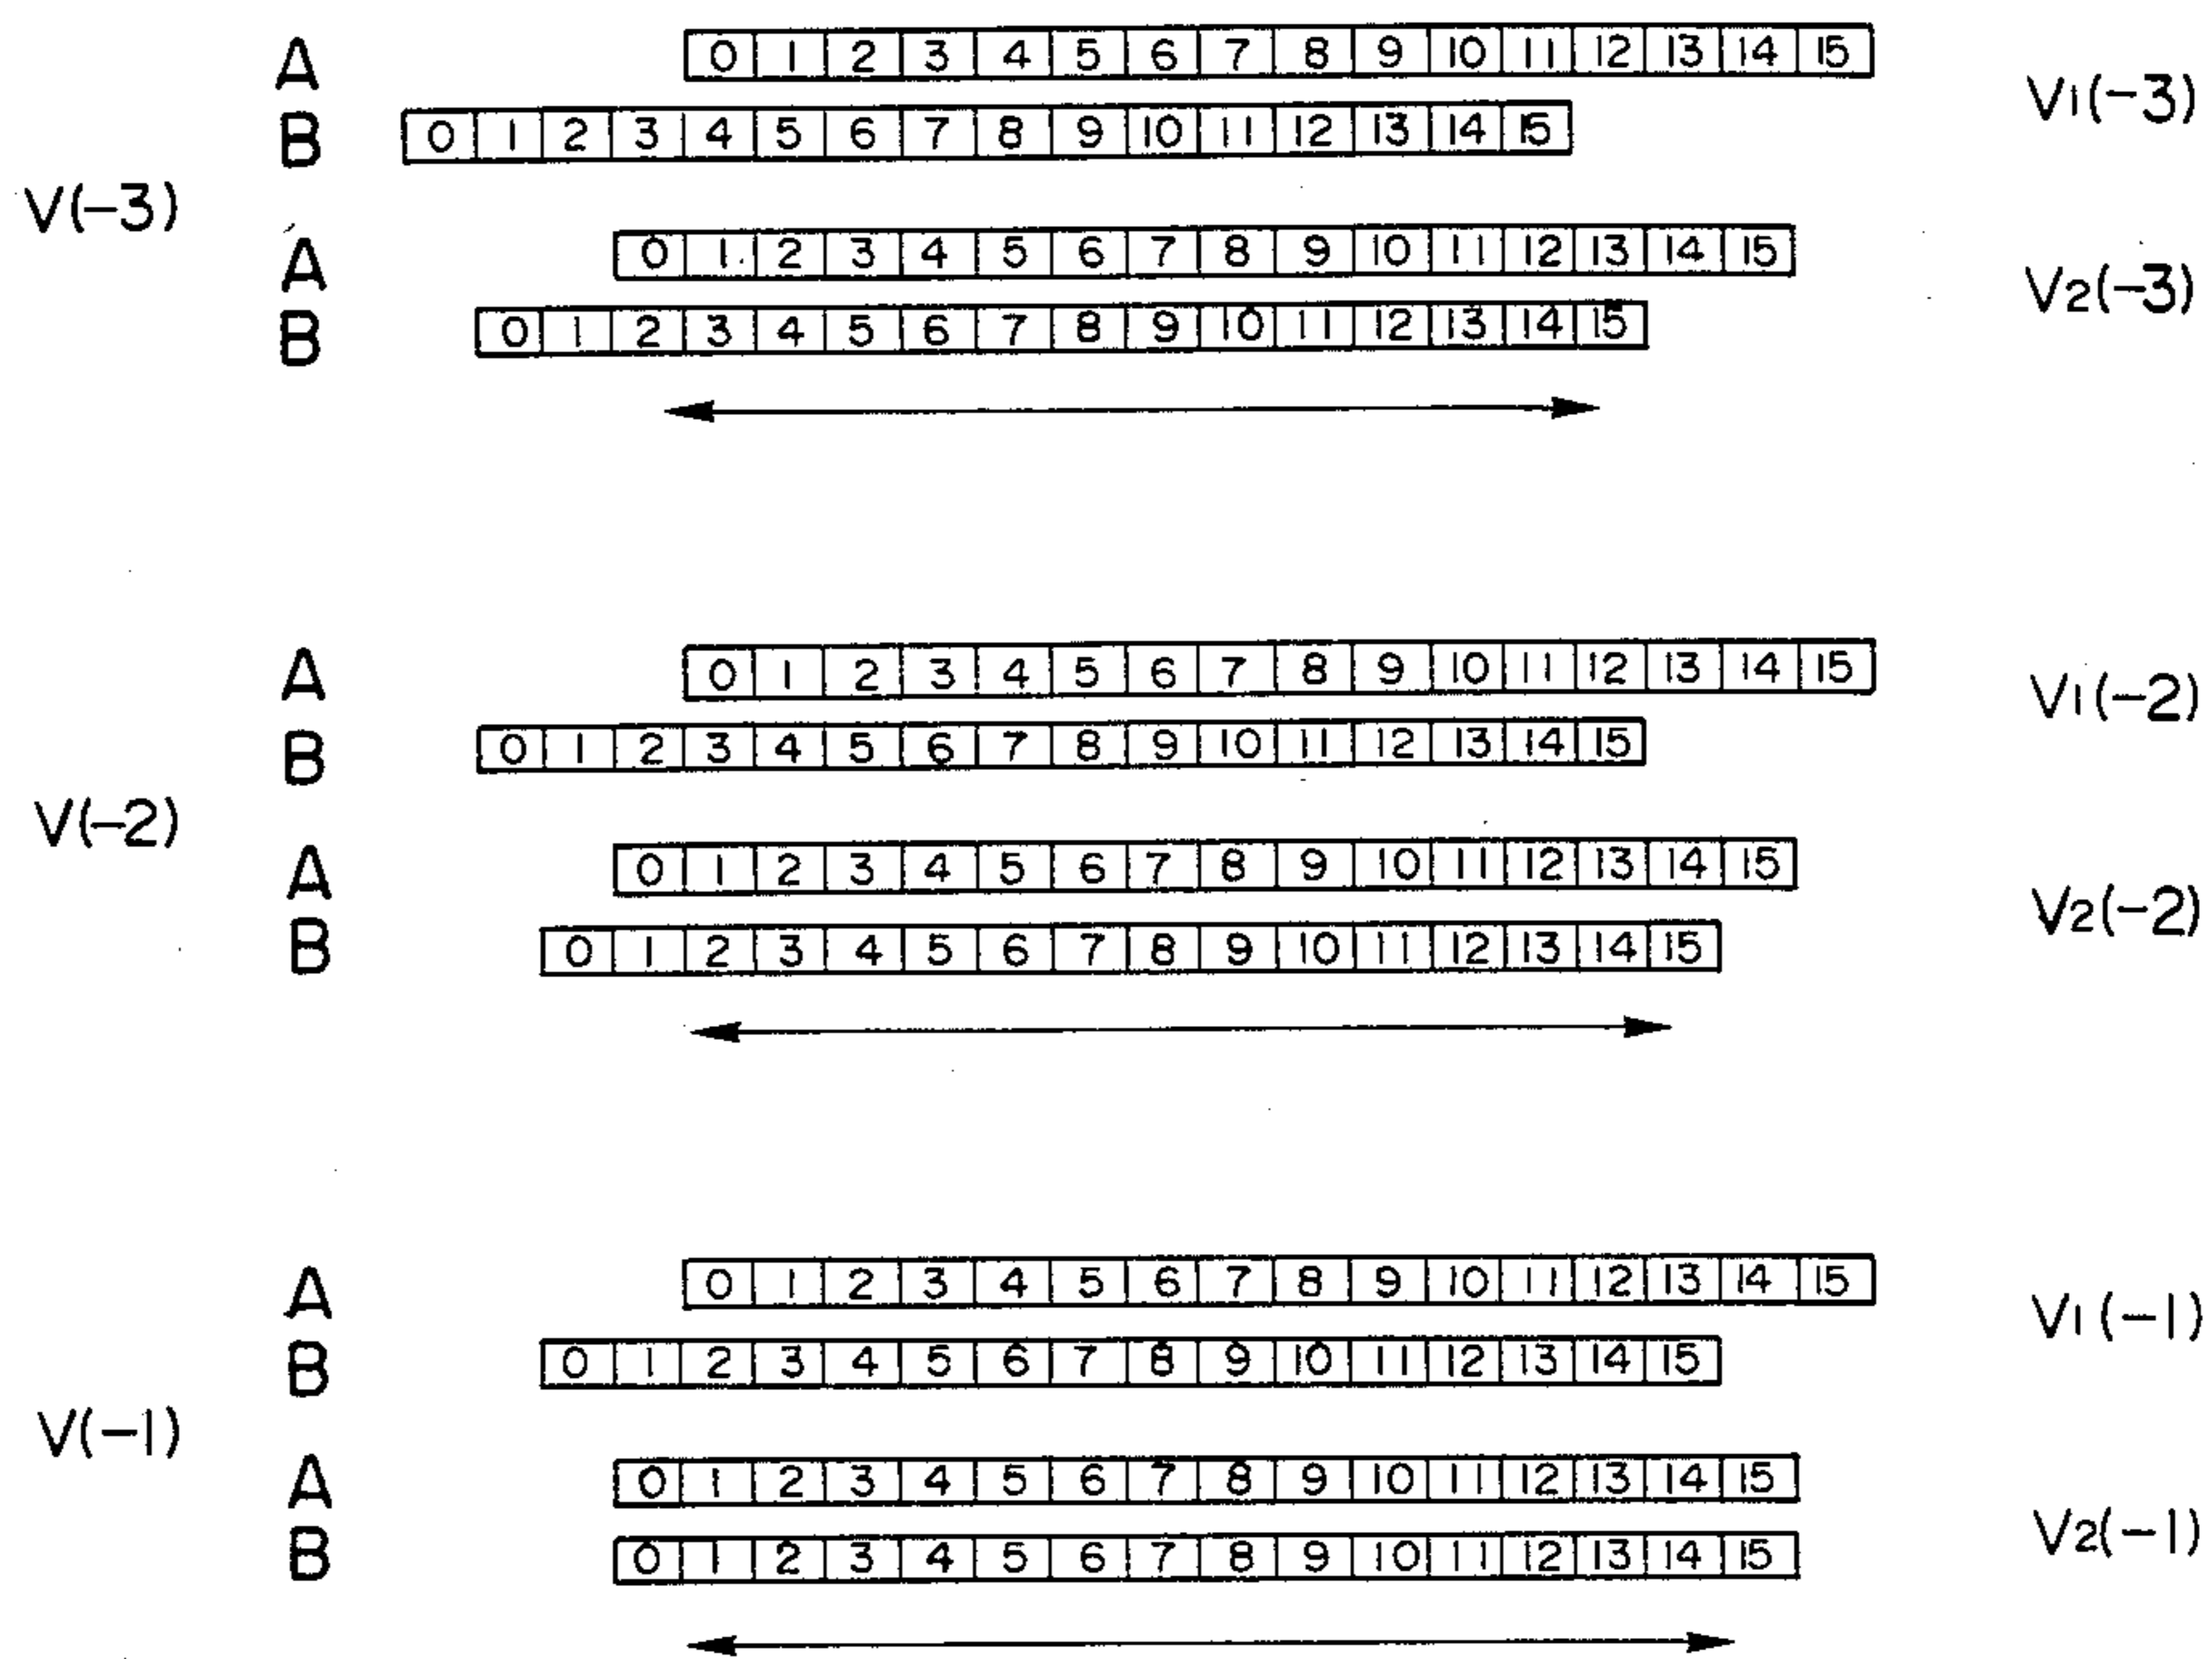 A 0 1 2 3 4 5 6 7 8 9 10 11 12 13 14 15 V1(-3)
B 0 1 2 3 4 5 6 7 8 9 10 11 12 13 14 15
V(-3)
A 0 1 2 3 4 5 6 7 8 9 10 11 12 13 14 15 V2(-3)
B 0 1 2 3 4 5 6 7 8 9 10 11 12 13 14 15
A 0 1 2 3 4 5 6 7 8 9 10 11 12 13 14 15 V1(-2)
B 0 1 2 3 4 5 6 7 8 9 10 11 12 13 14 15
V(-2)
A 0 1 2 3 4 5 6 7 8 9 10 11 12 13 14 15 V2(-2)
B 0 1 2 3 4 5 6 7 8 9 10 11 12 13 14 15
A 0 1 2 3 4 5 6 7 8 9 10 11 12 13 14 15 V1(-1)
B 0 1 2 3 4 5 6 7 8 9 10 11 12 13 14 15
V(-1)
A 0 1 2 3 4 5 6 7 8 9 10 11 12 13 14 15 V2(-1)
B 0 1 2 3 4 5 6 7 8 9 10 11 12 13 14 15